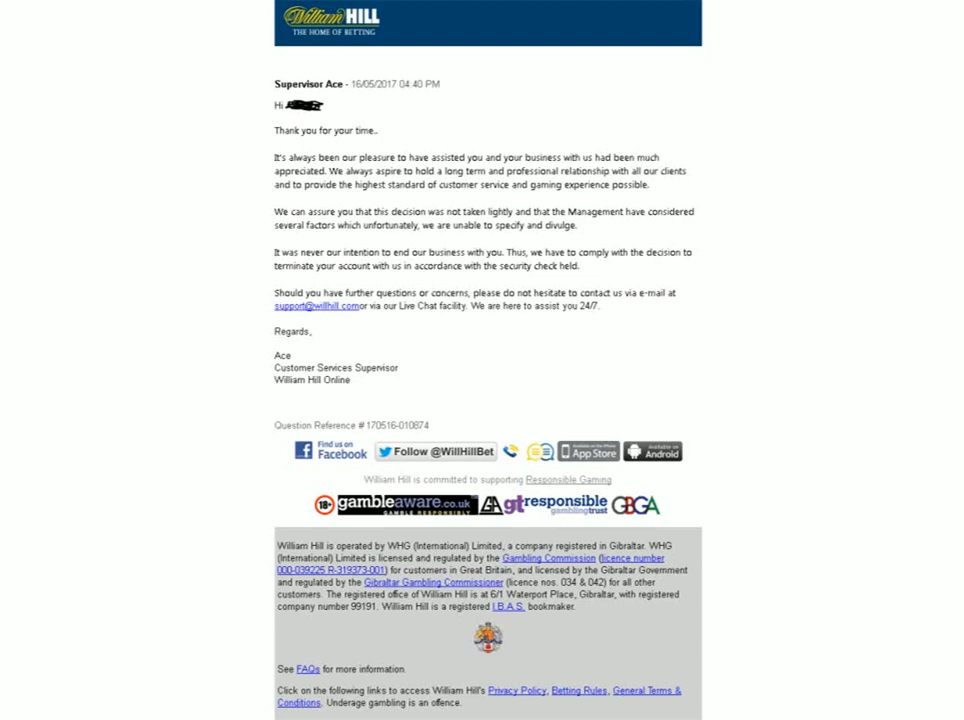 William HILL
THE HOME OF BETTING
Supervisor Ace - 16/05/2017 04:40 PM
Hi
Thank you for your time..
It's always been our pleasure to have assisted you and your business with us had been much
appreciated. We always aspire to hold a long term and professional relationship with all our clients
and to provide the highest standard of customer service and gaming experience possible.
We can assure you that this decision was not taken lightly and that the Management have considered
several factors which unfortunately, we are unable to specify and divulge.
It was never our intention to end our business with you. Thus, we have to comply with the decision to
terminate your account with us in accordance with the security check held.
Should you have further questions or concerns, please do not hesitate to contact us via e-mail at
support@willhill.comor via our Live Chat facility. We are here to assist you 24/7.
Regards,
Ace
Customer Services Supervisor
William Hill Online
Question Reference # 170516-010874
Find us on Facebook Follow @WillHillBet Available on the iPhone App Store Available on Android
William Hill is committed to supporting Responsible Gaming
18+ gambleaware.co.uk GAMBLE RESPONSIBLY GA gt responsible gamblingtrust GBGA
William Hill is operated by WHG (International) Limited, a company registered in Gibraltar. WHG
(International) Limited is licensed and regulated by the Gambling Commission (licence number
000-039225 R-319373-001) for customers in Great Britain, and licensed by the Gibraltar Government
and regulated by the Gibraltar Gambling Commissioner (licence nos. 034 & 042) for all other
customers. The registered office of William Hill is at 6/1 Waterport Place, Gibraltar, with registered
company number 99191. William Hill is a registered I.B.A.S. bookmaker.
See FAQs for more information.
Click on the following links to access William Hill's Privacy Policy, Betting Rules, General Terms &
Conditions. Underage gambling is an offence.